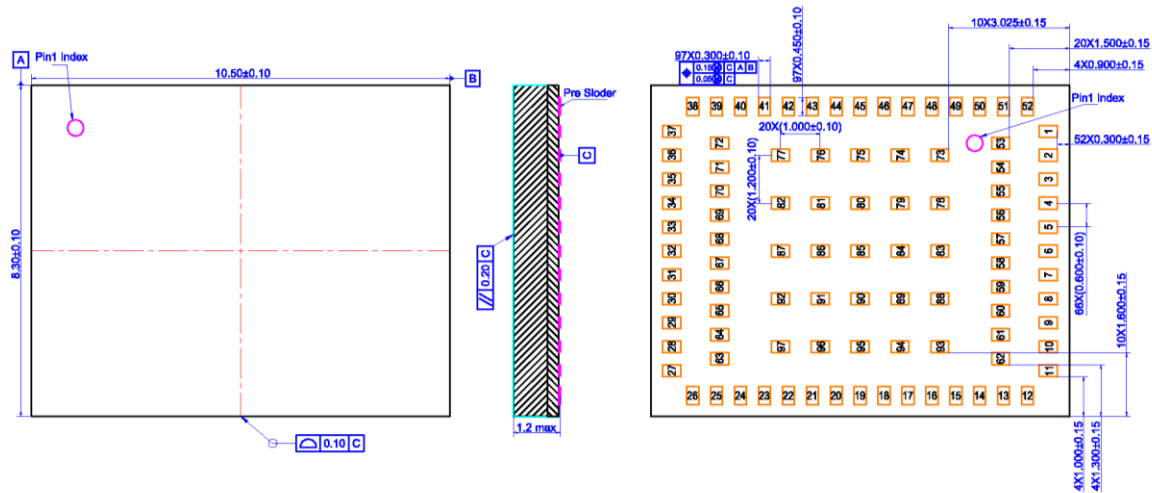 A
Pin1 Index
10.50±0.10
B
8.30±0.10
0.10 C
Pre Sloder
C
0.20 C
1.2 max
10X3.025±0.15
20X1.500±0.15
4X0.900±0.15
97X0.300±0.10
0.15Ⓜ C A B
0.05Ⓜ C
97X0.450±0.10
Pin1 Index
38 39 40 41 42 43 44 45 46 47 48 49 50 51 52
37 36 35 34 33 32 31 30 29 28 27
72 71 70 69 68 67 66 65 64 63
20X(1.000±0.10)
20X(1.200±0.10)
77 76 75 74 73
82 81 80 79 78
87 86 85 84 83
92 91 90 89 88
97 96 95 94 93
53 54 55 56 57 58 59 60 61 62
1 2 3 4 5 6 7 8 9 10 11
26 25 24 23 22 21 20 19 18 17 16 15 14 13 12
52X0.300±0.15
66X(0.600±0.10)
10X1.600±0.15
4X1.000±0.15
4X1.300±0.15